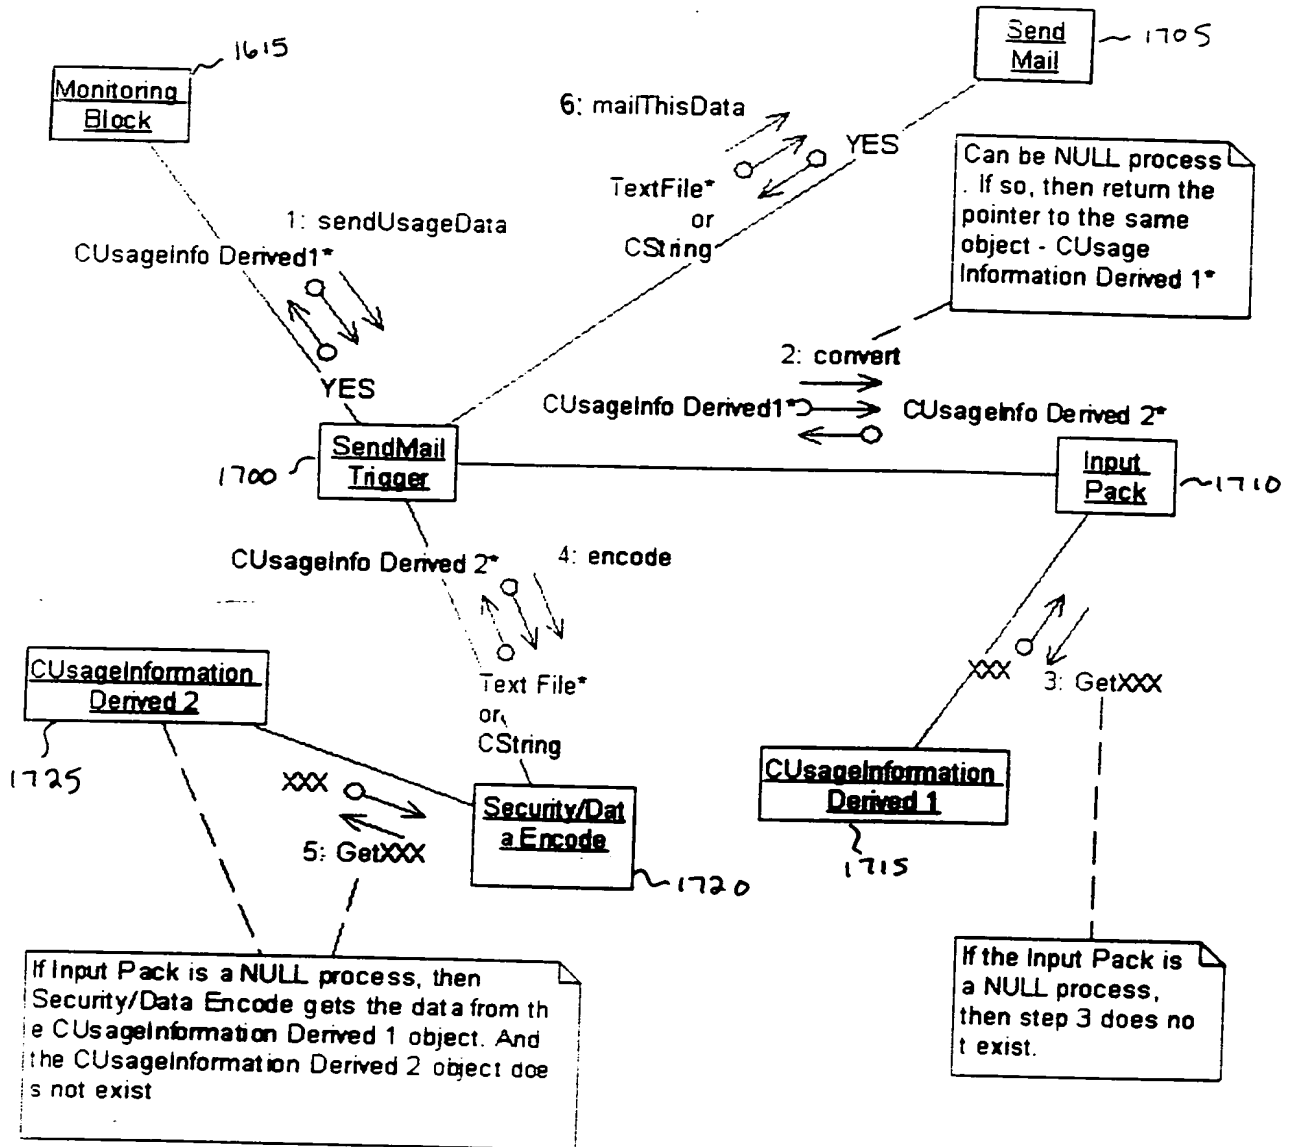 1615
Monitoring
Block
Send
Mail
1705
6: mailThisData
YES
TextFile*
or
CString
Can be NULL process
. If so, then return the
pointer to the same
object - CUsage
Information Derived 1*
1: sendUsageData
CUsageInfo Derived1*
YES
2: convert
CUsageInfo Derived1*
CUsageInfo Derived 2*
SendMail
Trigger
1700
Input
Pack
1710
CUsageInfo Derived 2*
4: encode
Text File*
or
CString
XXX
3: GetXXX
CUsageInformation
Derived 2
1725
XXX
5: GetXXX
Security/Dat
a Encode
1720
CUsageInformation
Derived 1
1715
If Input Pack is a NULL process, then
Security/Data Encode gets the data from th
e CUsageInformation Derived 1 object. And
the CUsageInformation Derived 2 object doe
s not exist
If the Input Pack is
a NULL process,
then step 3 does no
t exist.